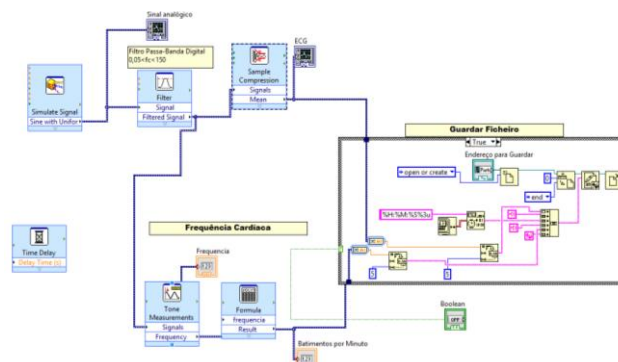 Sinal analógico
Filtro Passa-Banda Digital
0,05<fc<150
ECG
Simulate Signal
Sine with Unifor
Filter
Signal
Filtered Signal
Sample
Compression
Signals
Mean
Guardar Ficheiro
True
Endereço para Guardar
open or create
end
%H:%M:%S%3u
Frequência Cardíaca
Time Delay
Delay Time (s)
Frequencia
Tone
Measurements
Signals
Frequency
Formula
Frequencia
Result
Boolean
OFF
Batimentos por Minuto